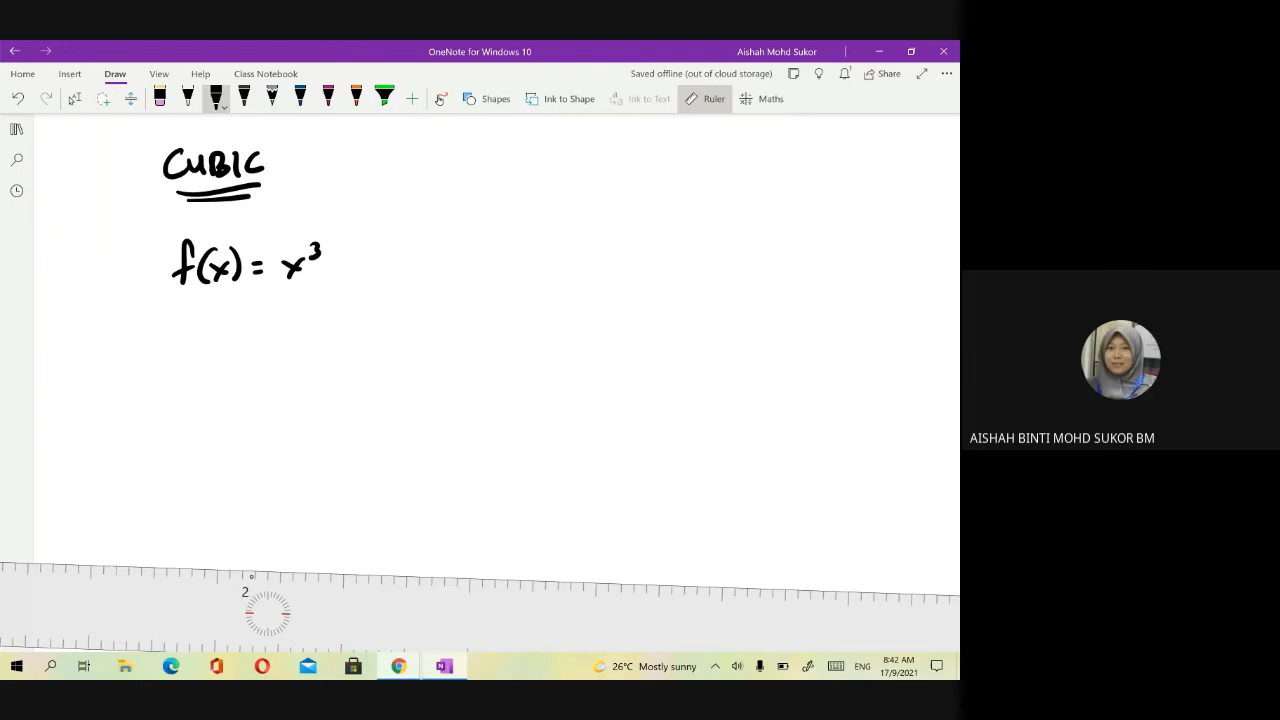 OneNote for Windows 10
Aishah Mohd Sukor
Home Insert Draw View Help Class Notebook
Saved offline (out of cloud storage)
Share
Shapes Ink to Shape Ink to Text Ruler Maths
CUBIC
f(x) = x³
AISHAH BINTI MOHD SUKOR BM
2
26°C Mostly sunny
ENG
8:42 AM
17/9/2021